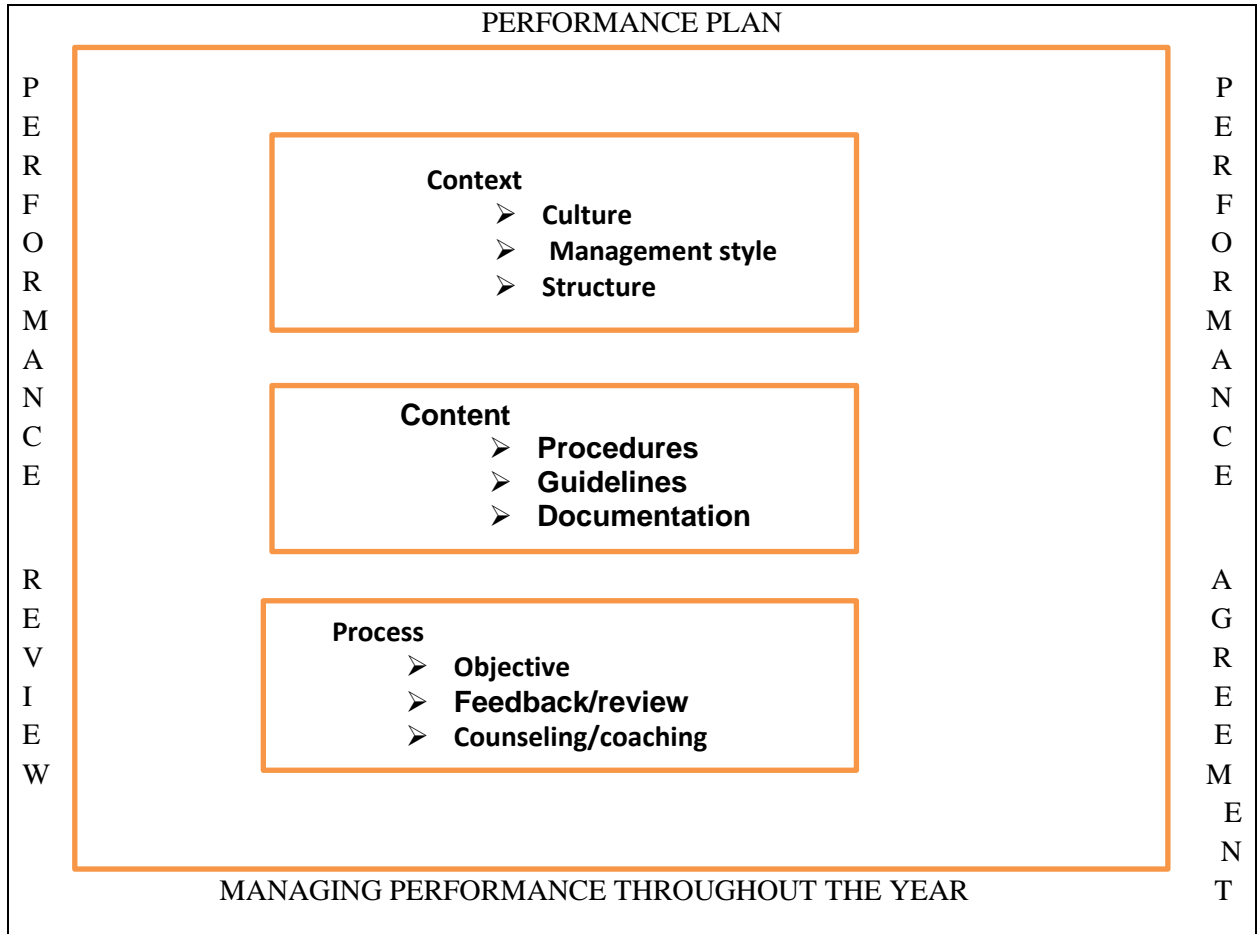 PERFORMANCE PLAN
PERFORMANCE REVIEW
Context
➢ Culture
➢ Management style
➢ Structure
Content
➢ Procedures
➢ Guidelines
➢ Documentation
Process
➢ Objective
➢ Feedback/review
➢ Counseling/coaching
PERFORMANCE AGREEMENT
MANAGING PERFORMANCE THROUGHOUT THE YEAR